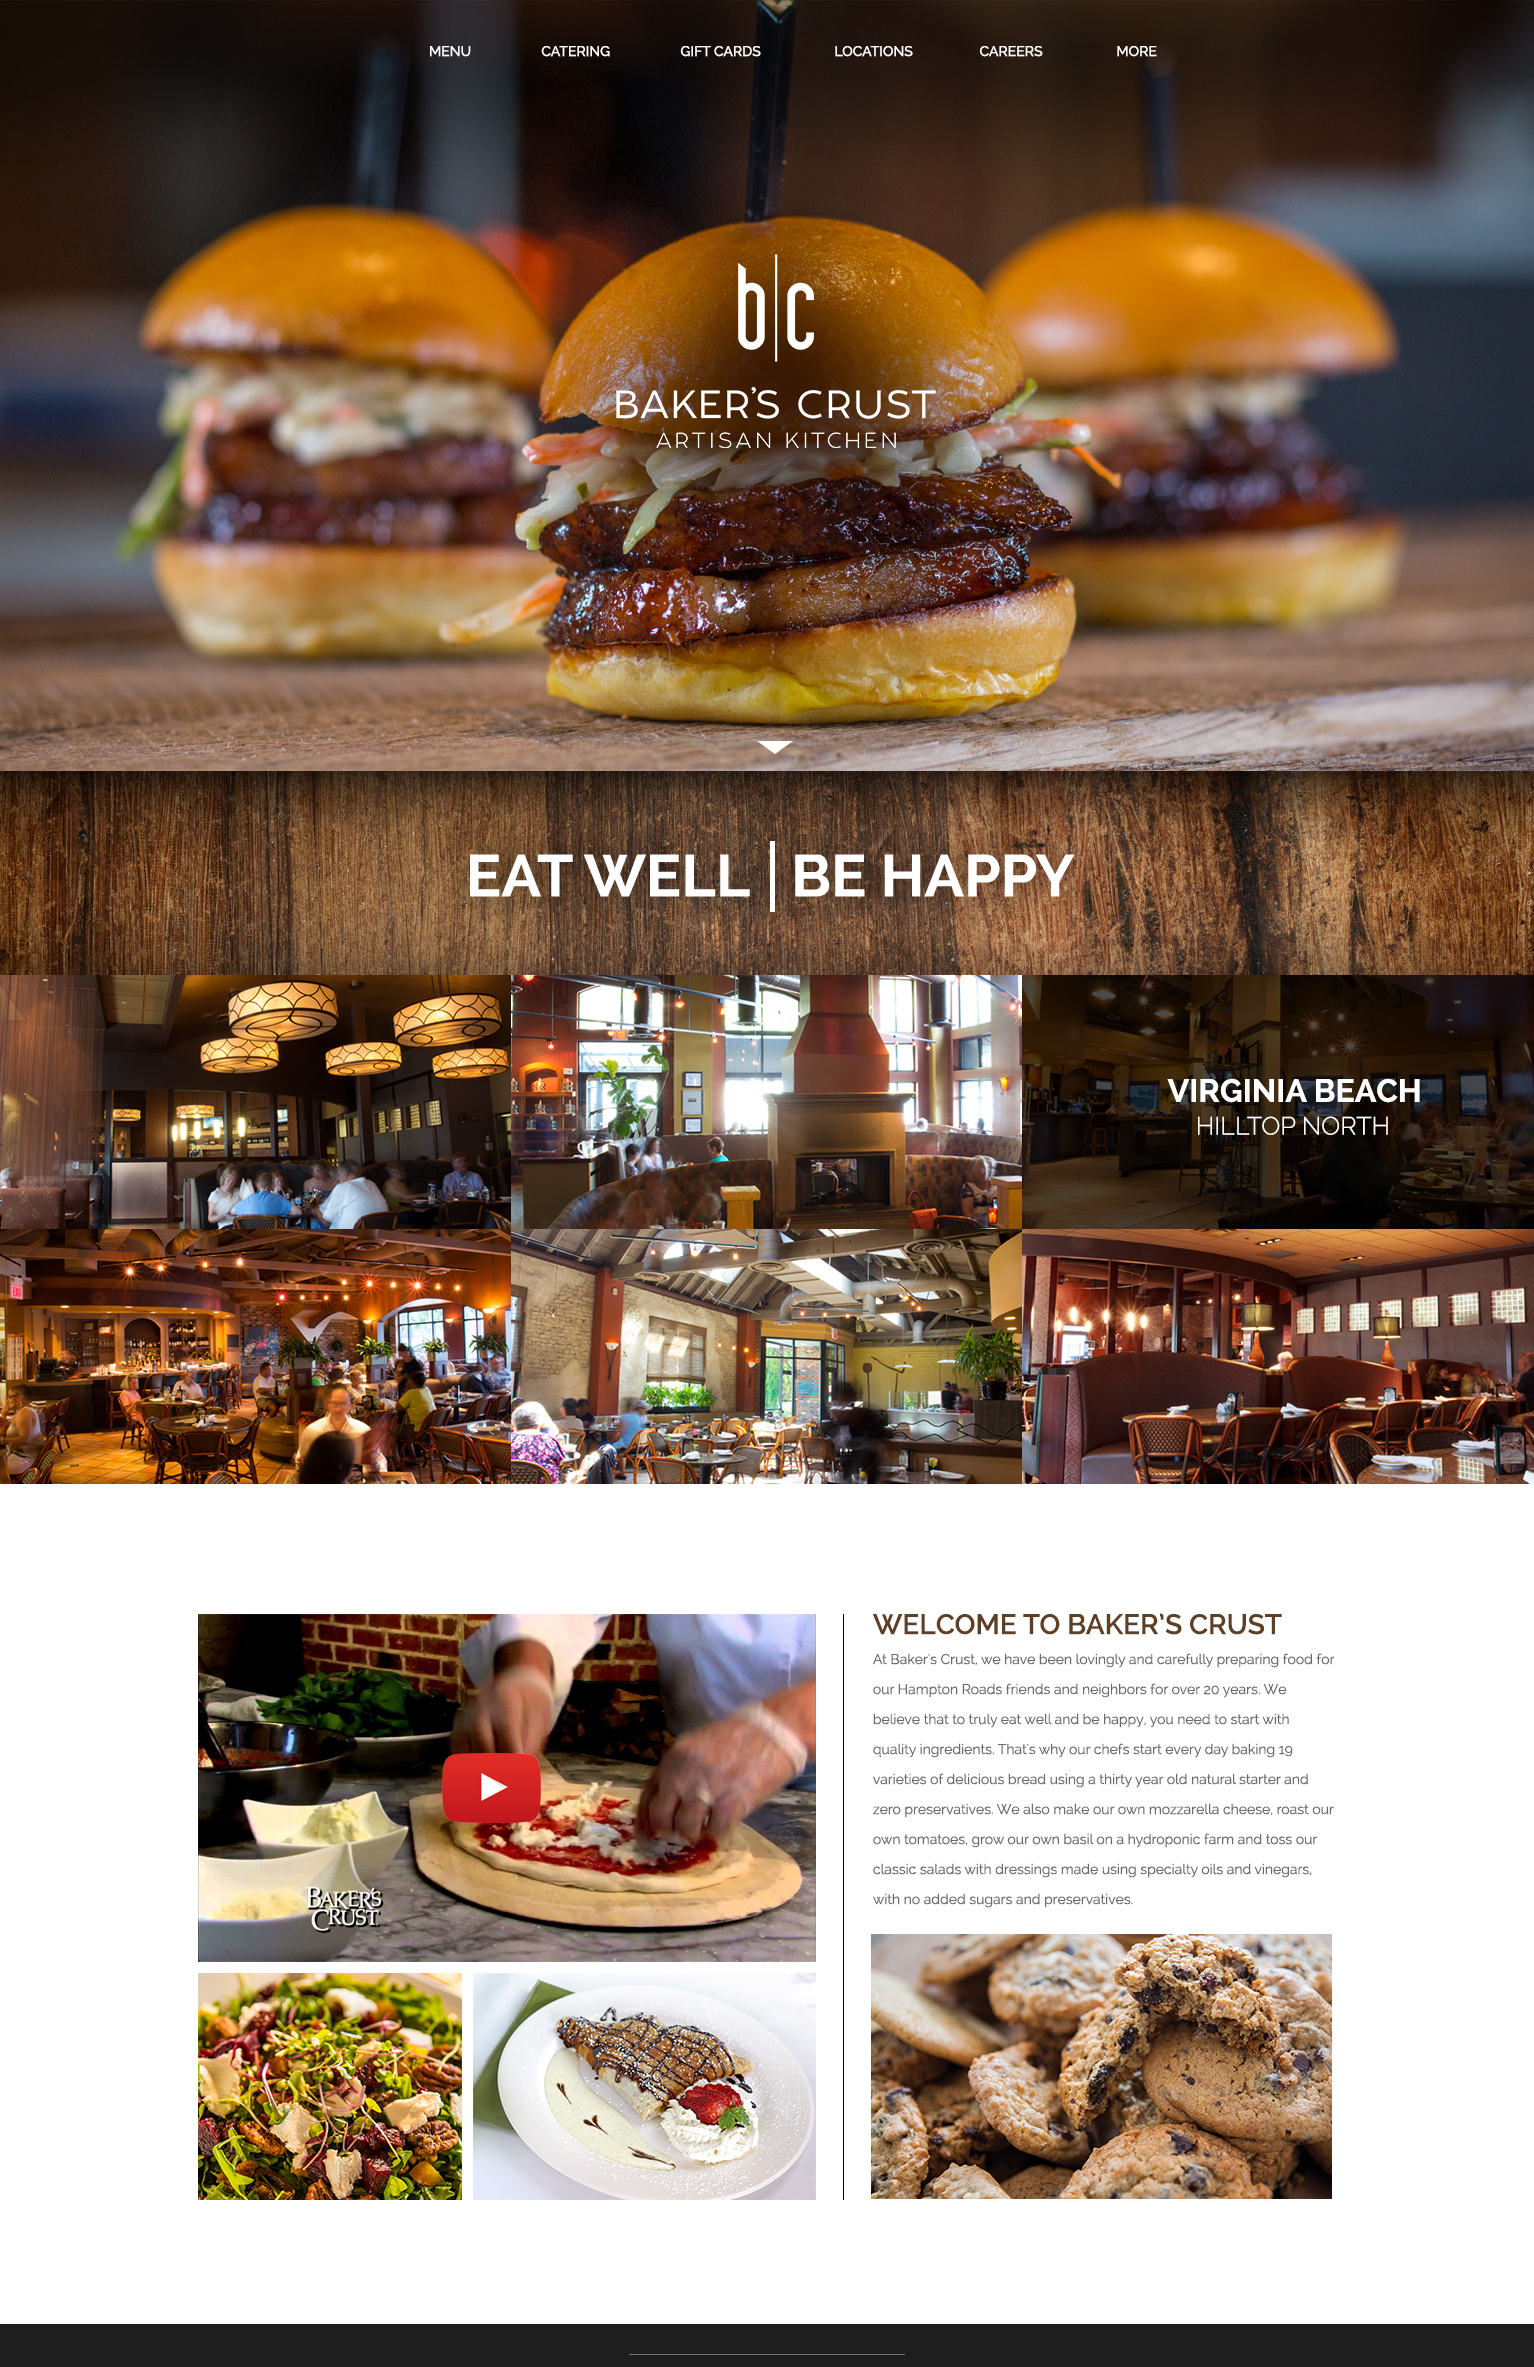 MENU
CATERING
GIFT CARDS
LOCATIONS
CAREERS
MORE
b|c
BAKER'S CRUST
ARTISAN KITCHEN
EAT WELL | BE HAPPY
VIRGINIA BEACH
HILLTOP NORTH
BAKER'S
CRUST
WELCOME TO BAKER'S CRUST
At Baker's Crust, we have been lovingly and carefully preparing food for
our Hampton Roads friends and neighbors for over 20 years. We
believe that to truly eat well and be happy, you need to start with
quality ingredients. That's why our chefs start every day baking 19
varieties of delicious bread using a thirty year old natural starter and
zero preservatives. We also make our own mozzarella cheese, roast our
own tomatoes, grow our own basil on a hydroponic farm and toss our
classic salads with dressings made using specialty oils and vinegars,
with no added sugars and preservatives.